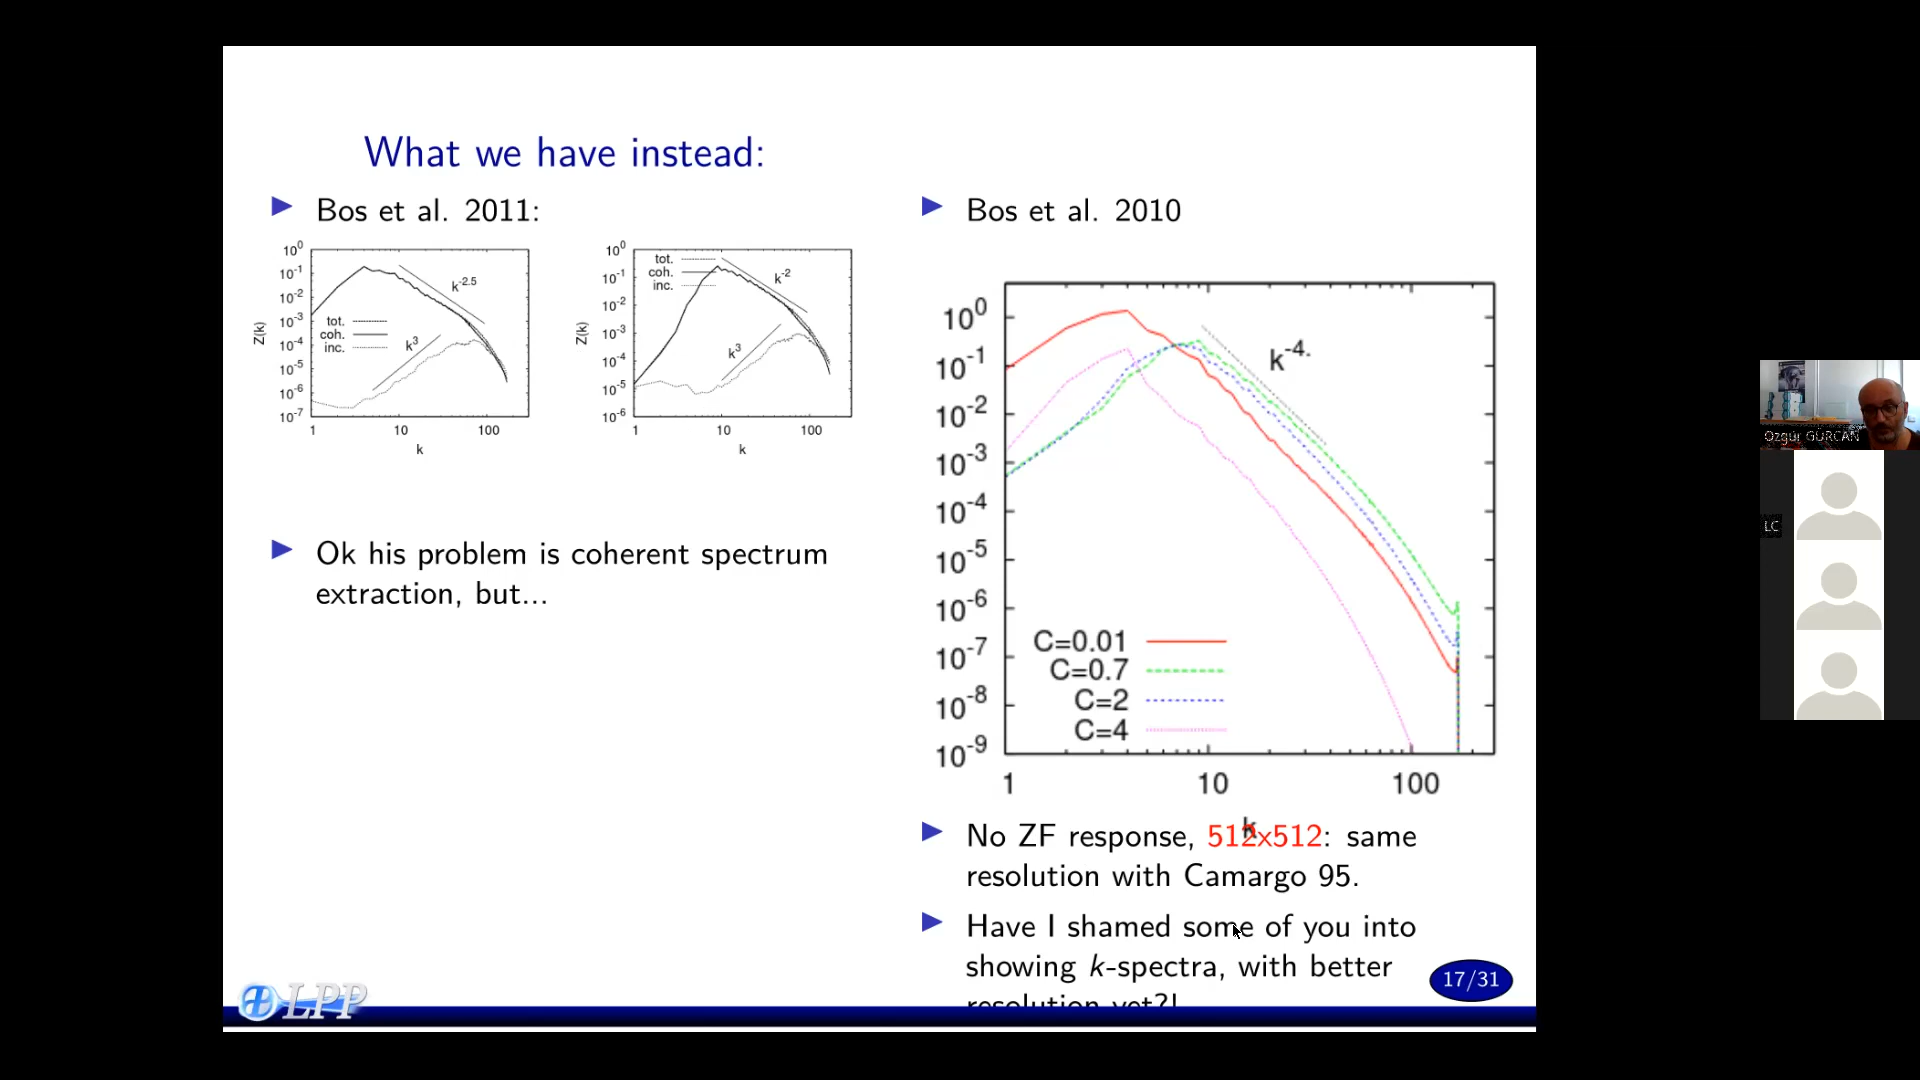 What we have instead:
Bos et al. 2011:
10^0
10^-1
10^-2
10^-3
10^-4
10^-5
10^-6
10^-7
Z(k)
k^-2.5
tot.
coh.
inc.
k^3
1 10 100
k
10^0
10^-1
10^-2
10^-3
10^-4
10^-5
10^-6
Z(k)
tot.
coh.
inc.
k^-2
k^3
1 10 100
k
Ok his problem is coherent spectrum
extraction, but...
Bos et al. 2010
10^0
10^-1
10^-2
10^-3
10^-4
10^-5
10^-6
10^-7
10^-8
10^-9
k^-4.
C=0.01
C=0.7
C=2
C=4
1 10 100
k
No ZF response, 512x512: same
resolution with Camargo 95.
Have I shamed some of you into
showing k-spectra, with better
resolution yet?!
LPP
17/31
Özgür GÜRCAN
LC